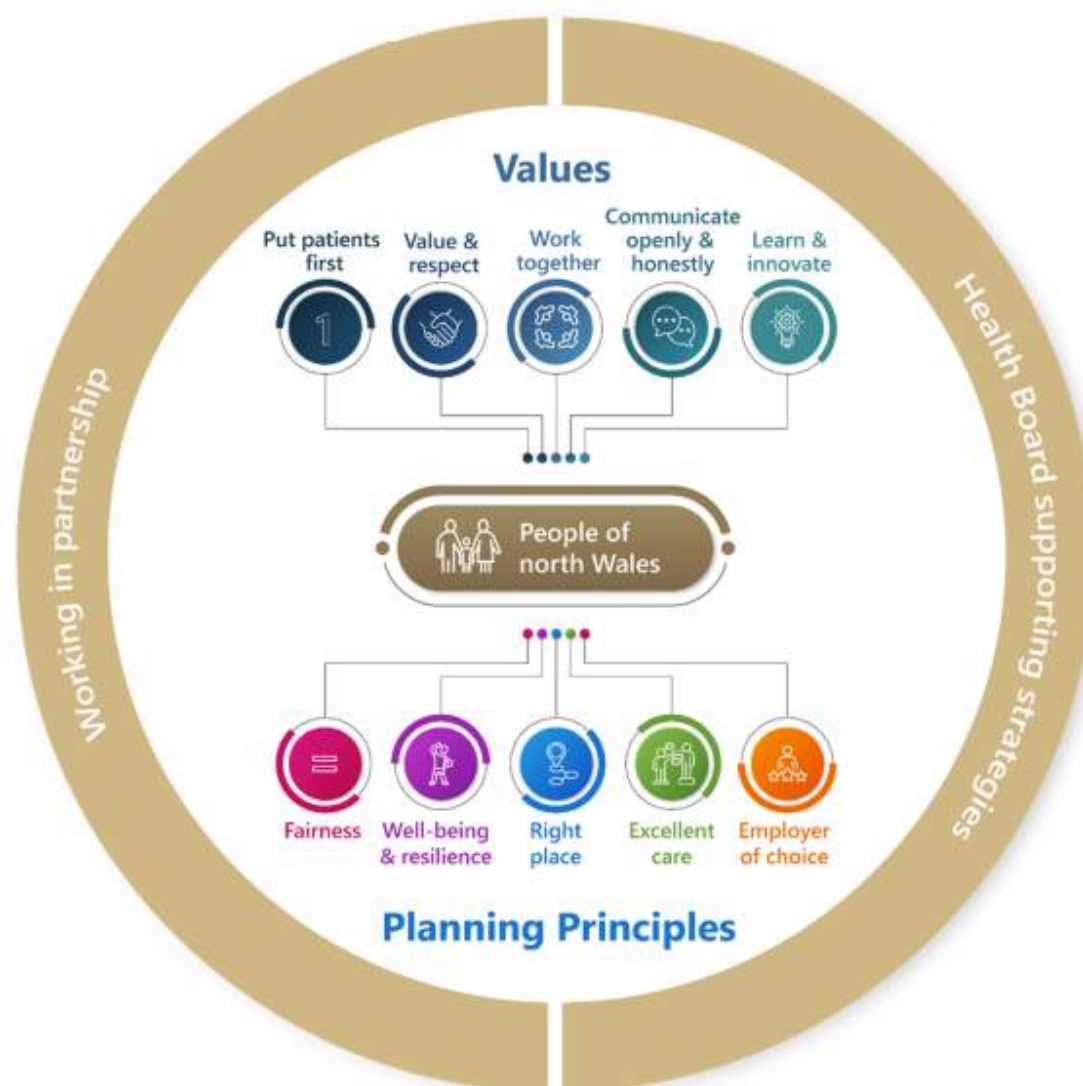 Values
Put patients
first
Value &
respect
Work
together
Communicate
openly &
honestly
Learn &
innovate
1
Working in partnership
Health Board supporting strategies
People of
north Wales
Fairness
Well-being
& resilience
Right
place
Excellent
care
Employer
of choice
Planning Principles